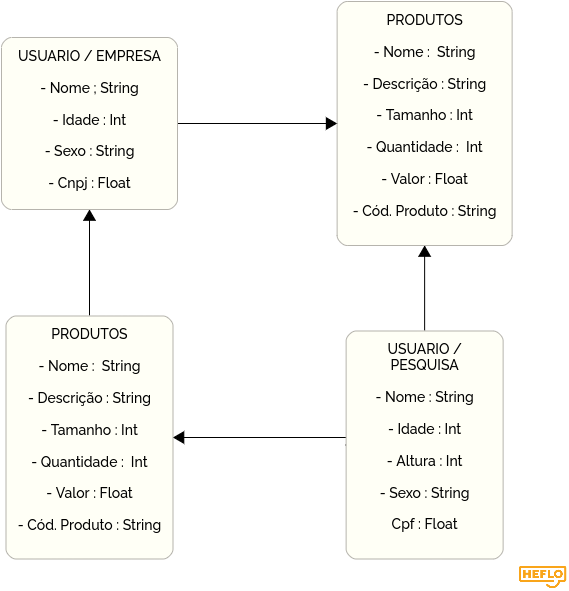 USUARIO / EMPRESA
- Nome ; String
- Idade : Int
- Sexo : String
- Cnpj : Float
PRODUTOS
- Nome :  String
- Descrição : String
- Tamanho : Int
- Quantidade :  Int
- Valor : Float
- Cód. Produto : String
PRODUTOS
- Nome :  String
- Descrição : String
- Tamanho : Int
- Quantidade :  Int
- Valor : Float
- Cód. Produto : String
USUARIO /
PESQUISA
- Nome : String
- Idade : Int
- Altura : Int
- Sexo : String
Cpf : Float
HEFLO